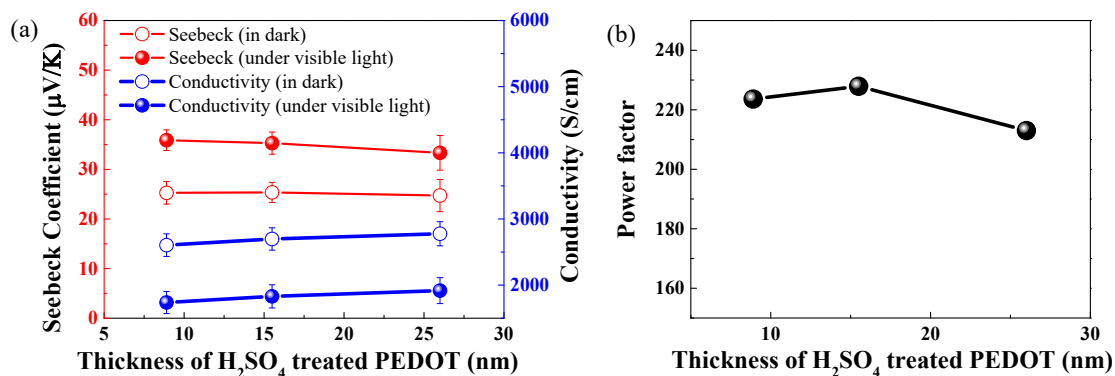 (a)
Seebeck Coefficient (μV/K)
60
50
40
30
20
10
0
Seebeck (in dark)
Seebeck (under visible light)
Conductivity (in dark)
Conductivity (under visible light)
6000
5000
4000
3000
2000
1000
Conductivity (S/cm)
5 10 15 20 25 30
Thickness of H₂SO₄ treated PEDOT (nm)
(b)
Power factor
240
220
200
180
160
140
10 20 30
Thickness of H₂SO₄ treated PEDOT (nm)